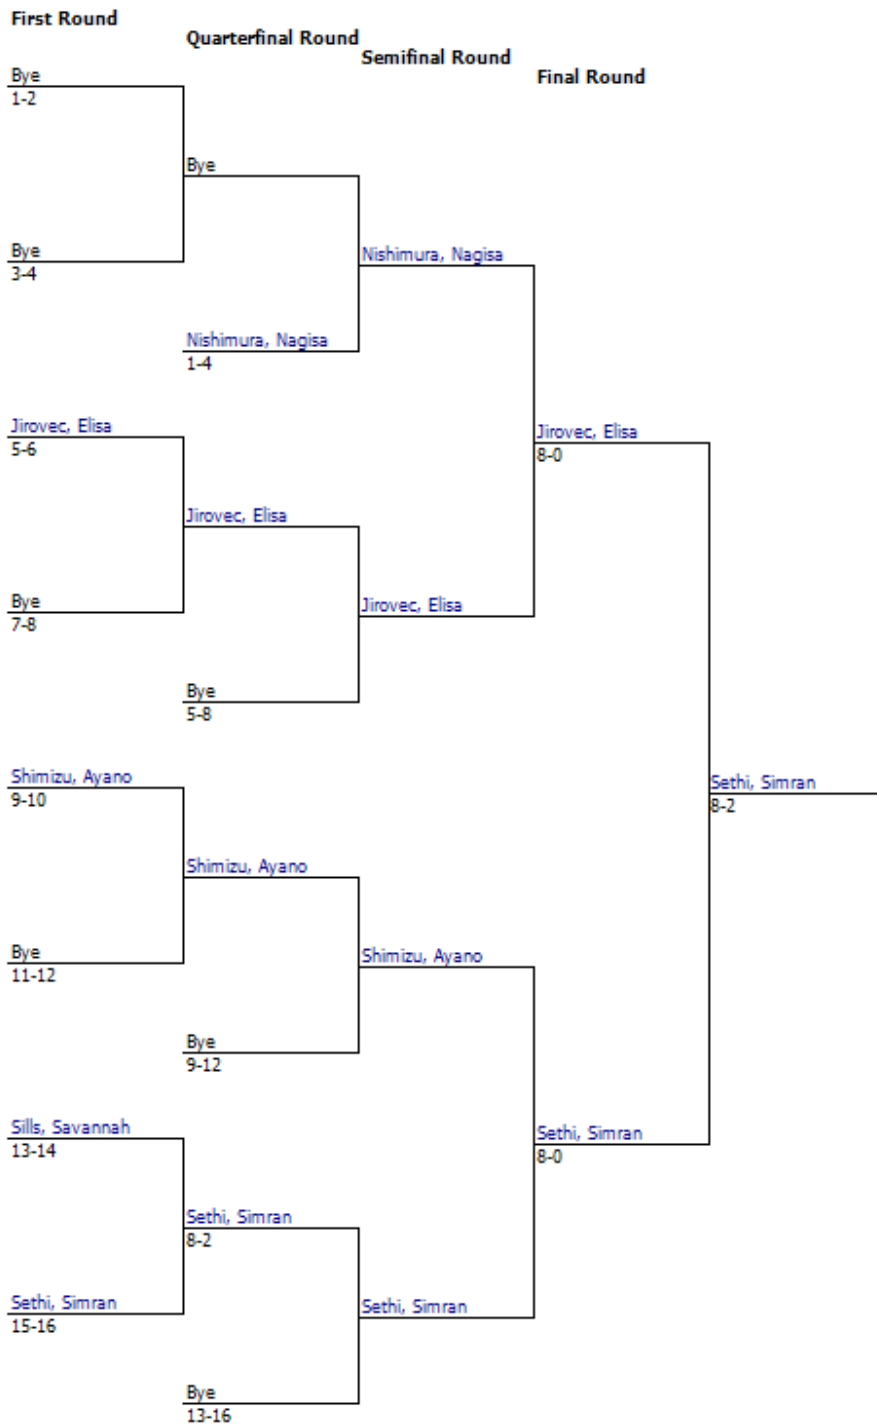 First Round
Quarterfinal Round
Semifinal Round
Final Round
Bye
1-2
Bye
Bye
3-4
Nishimura, Nagisa
Nishimura, Nagisa
1-4
Jirovec, Elisa
5-6
Jirovec, Elisa
8-0
Jirovec, Elisa
Bye
7-8
Jirovec, Elisa
Bye
5-8
Shimizu, Ayano
9-10
Sethi, Simran
8-2
Shimizu, Ayano
Bye
11-12
Shimizu, Ayano
Bye
9-12
Sills, Savannah
13-14
Sethi, Simran
8-0
Sethi, Simran
8-2
Sethi, Simran
15-16
Sethi, Simran
Bye
13-16